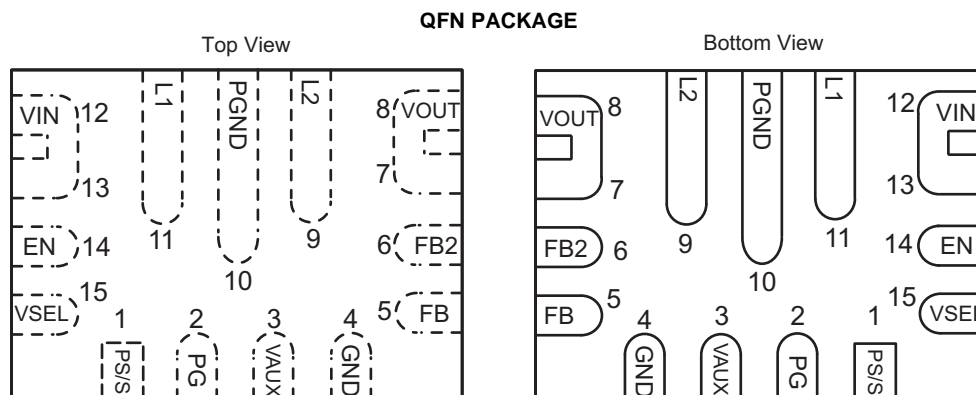 QFN PACKAGE
Top View
Bottom View
VIN
12
13
L1
11
PGND
10
L2
9
8
VOUT
7
EN
14
6
FB2
VSEL
15
5
FB
1
PS/S
2
PG
3
VAUX
4
GND
VOUT
8
7
L2
9
PGND
10
L1
11
12
VIN
13
FB2
6
14
EN
FB
5
15
VSEL
4
GND
3
VAUX
2
PG
1
PS/S